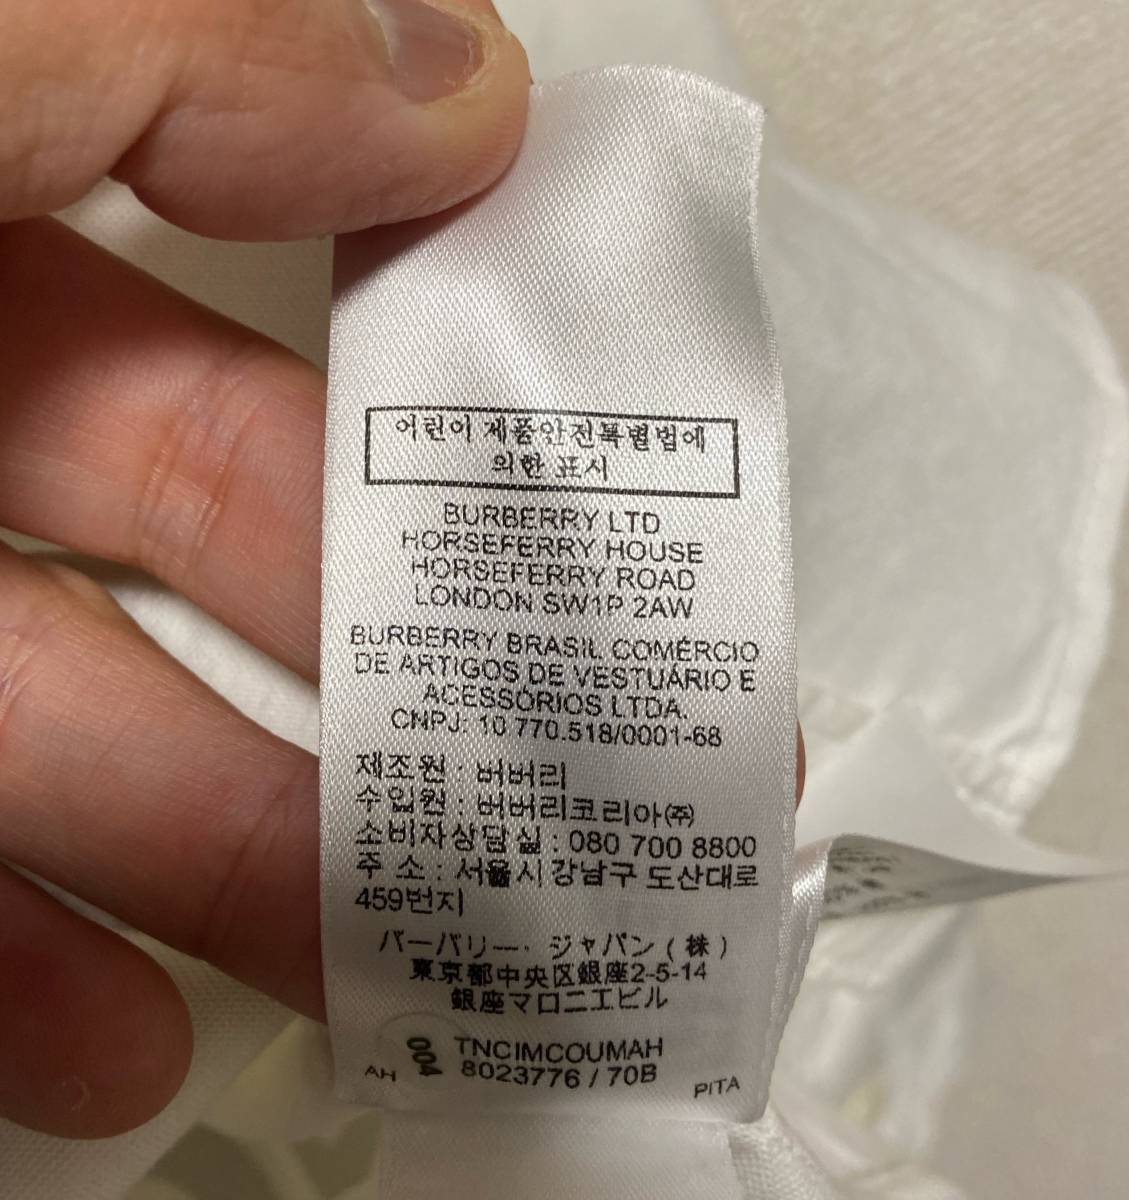 어린이 제품안전특별법에
의한 표시
BURBERRY LTD
HORSEFERRY HOUSE
HORSEFERRY ROAD
LONDON SW1P 2AW
BURBERRY BRASIL COMÉRCIO
DE ARTIGOS DE VESTUÁRIO E
ACESSÓRIOS LTDA.
CNPJ: 10 770.518/0001-68
제조원 : 버버리
수입원 : 버버리코리아㈜
소비자상담실 : 080 700 8800
주 소 : 서울시 강남구 도산대로
459번지
バーバリー・ジャパン(株)
東京都中央区銀座2-5-14
銀座マロニエビル
004 TNCIMCOUMAH
AH 8023776 / 70B PITA